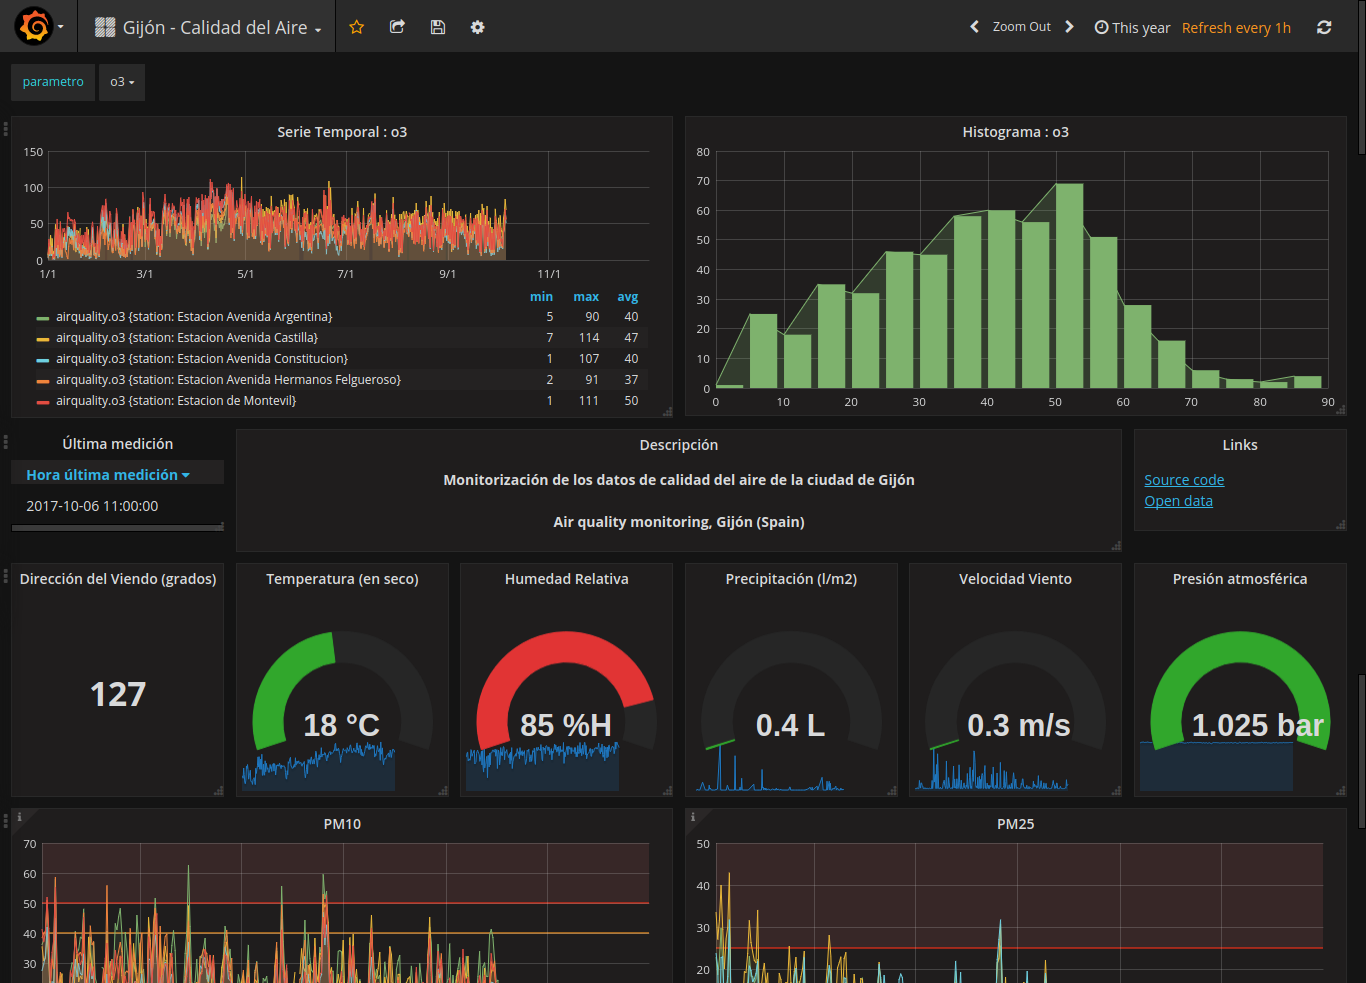 Gijón - Calidad del Aire
Zoom Out
This year
Refresh every 1h
parametro
o3
Serie Temporal : o3
150
100
50
0
1/1
3/1
5/1
7/1
9/1
11/1
min max avg
airquality.o3 {station: Estacion Avenida Argentina} 5 90 40
airquality.o3 {station: Estacion Avenida Castilla} 7 114 47
airquality.o3 {station: Estacion Avenida Constitucion} 1 107 40
airquality.o3 {station: Estacion Avenida Hermanos Felgueroso} 2 91 37
airquality.o3 {station: Estacion de Montevil} 1 111 50
Histograma : o3
80
70
60
50
40
30
20
10
0
0 10 20 30 40 50 60 70 80 90
Última medición
Hora última medición
2017-10-06 11:00:00
Descripción
Monitorización de los datos de calidad del aire de la ciudad de Gijón
Air quality monitoring, Gijón (Spain)
Links
Source code
Open data
Dirección del Viendo (grados)
127
Temperatura (en seco)
18 °C
Humedad Relativa
85 %H
Precipitación (l/m2)
0.4 L
Velocidad Viento
0.3 m/s
Presión atmosférica
1.025 bar
PM10
70
60
50
40
30
PM25
50
40
30
20